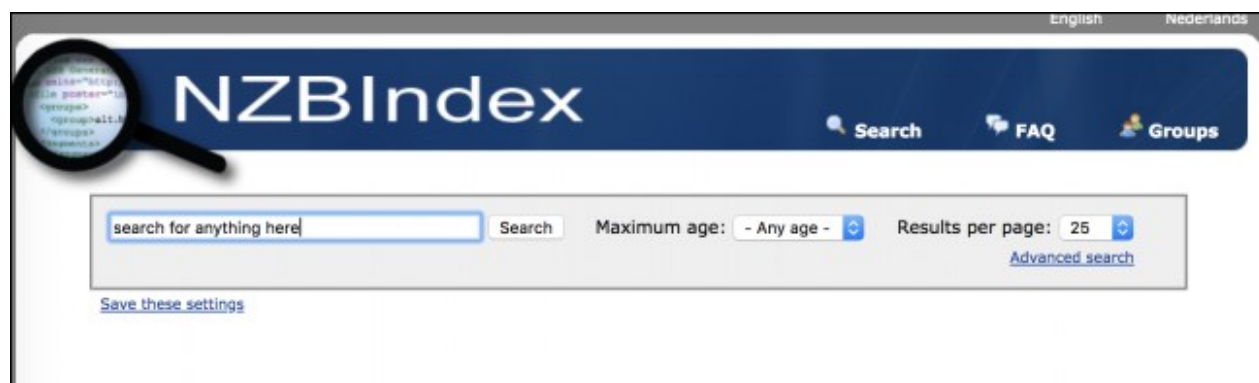 English Nederlands
NZBIndex
Search FAQ Groups
<groups>
search for anything here Search Maximum age: - Any age - Results per page: 25
Advanced search
Save these settings